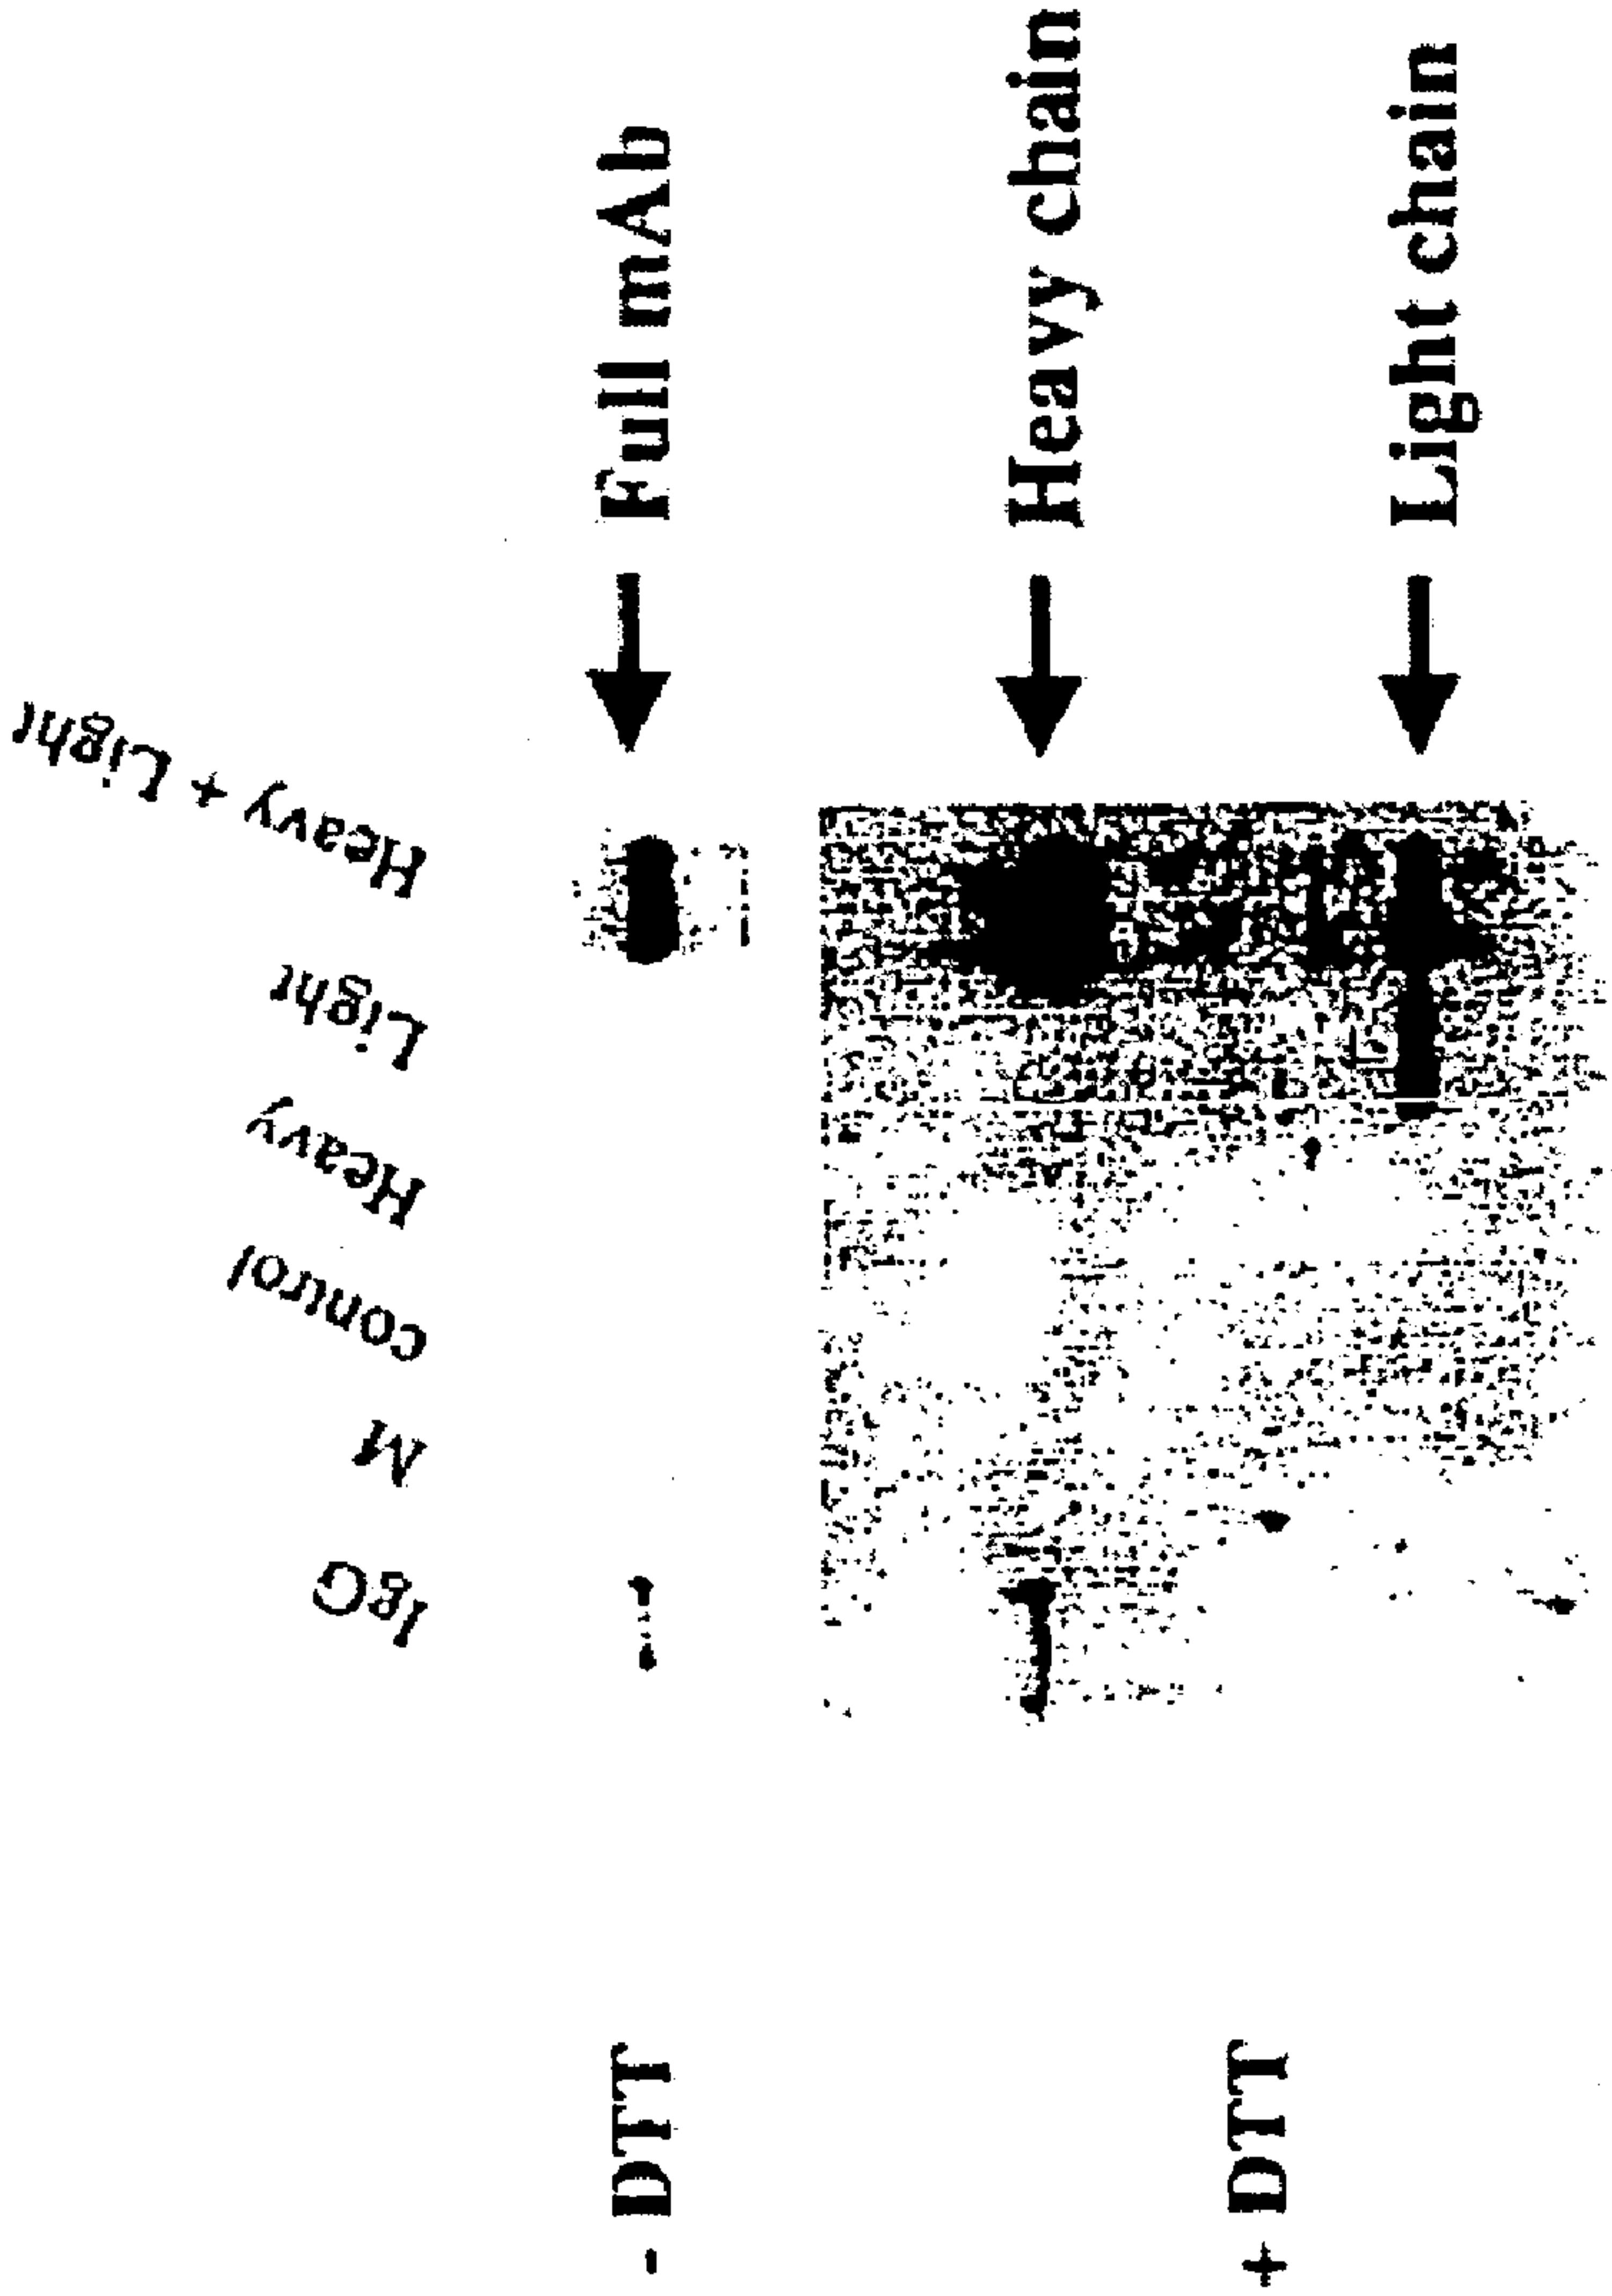 IgG
M
control
Heavy
Light
Heavy + Light
- DTT
Full mAb
+ DTT
Heavy chain
Light chain